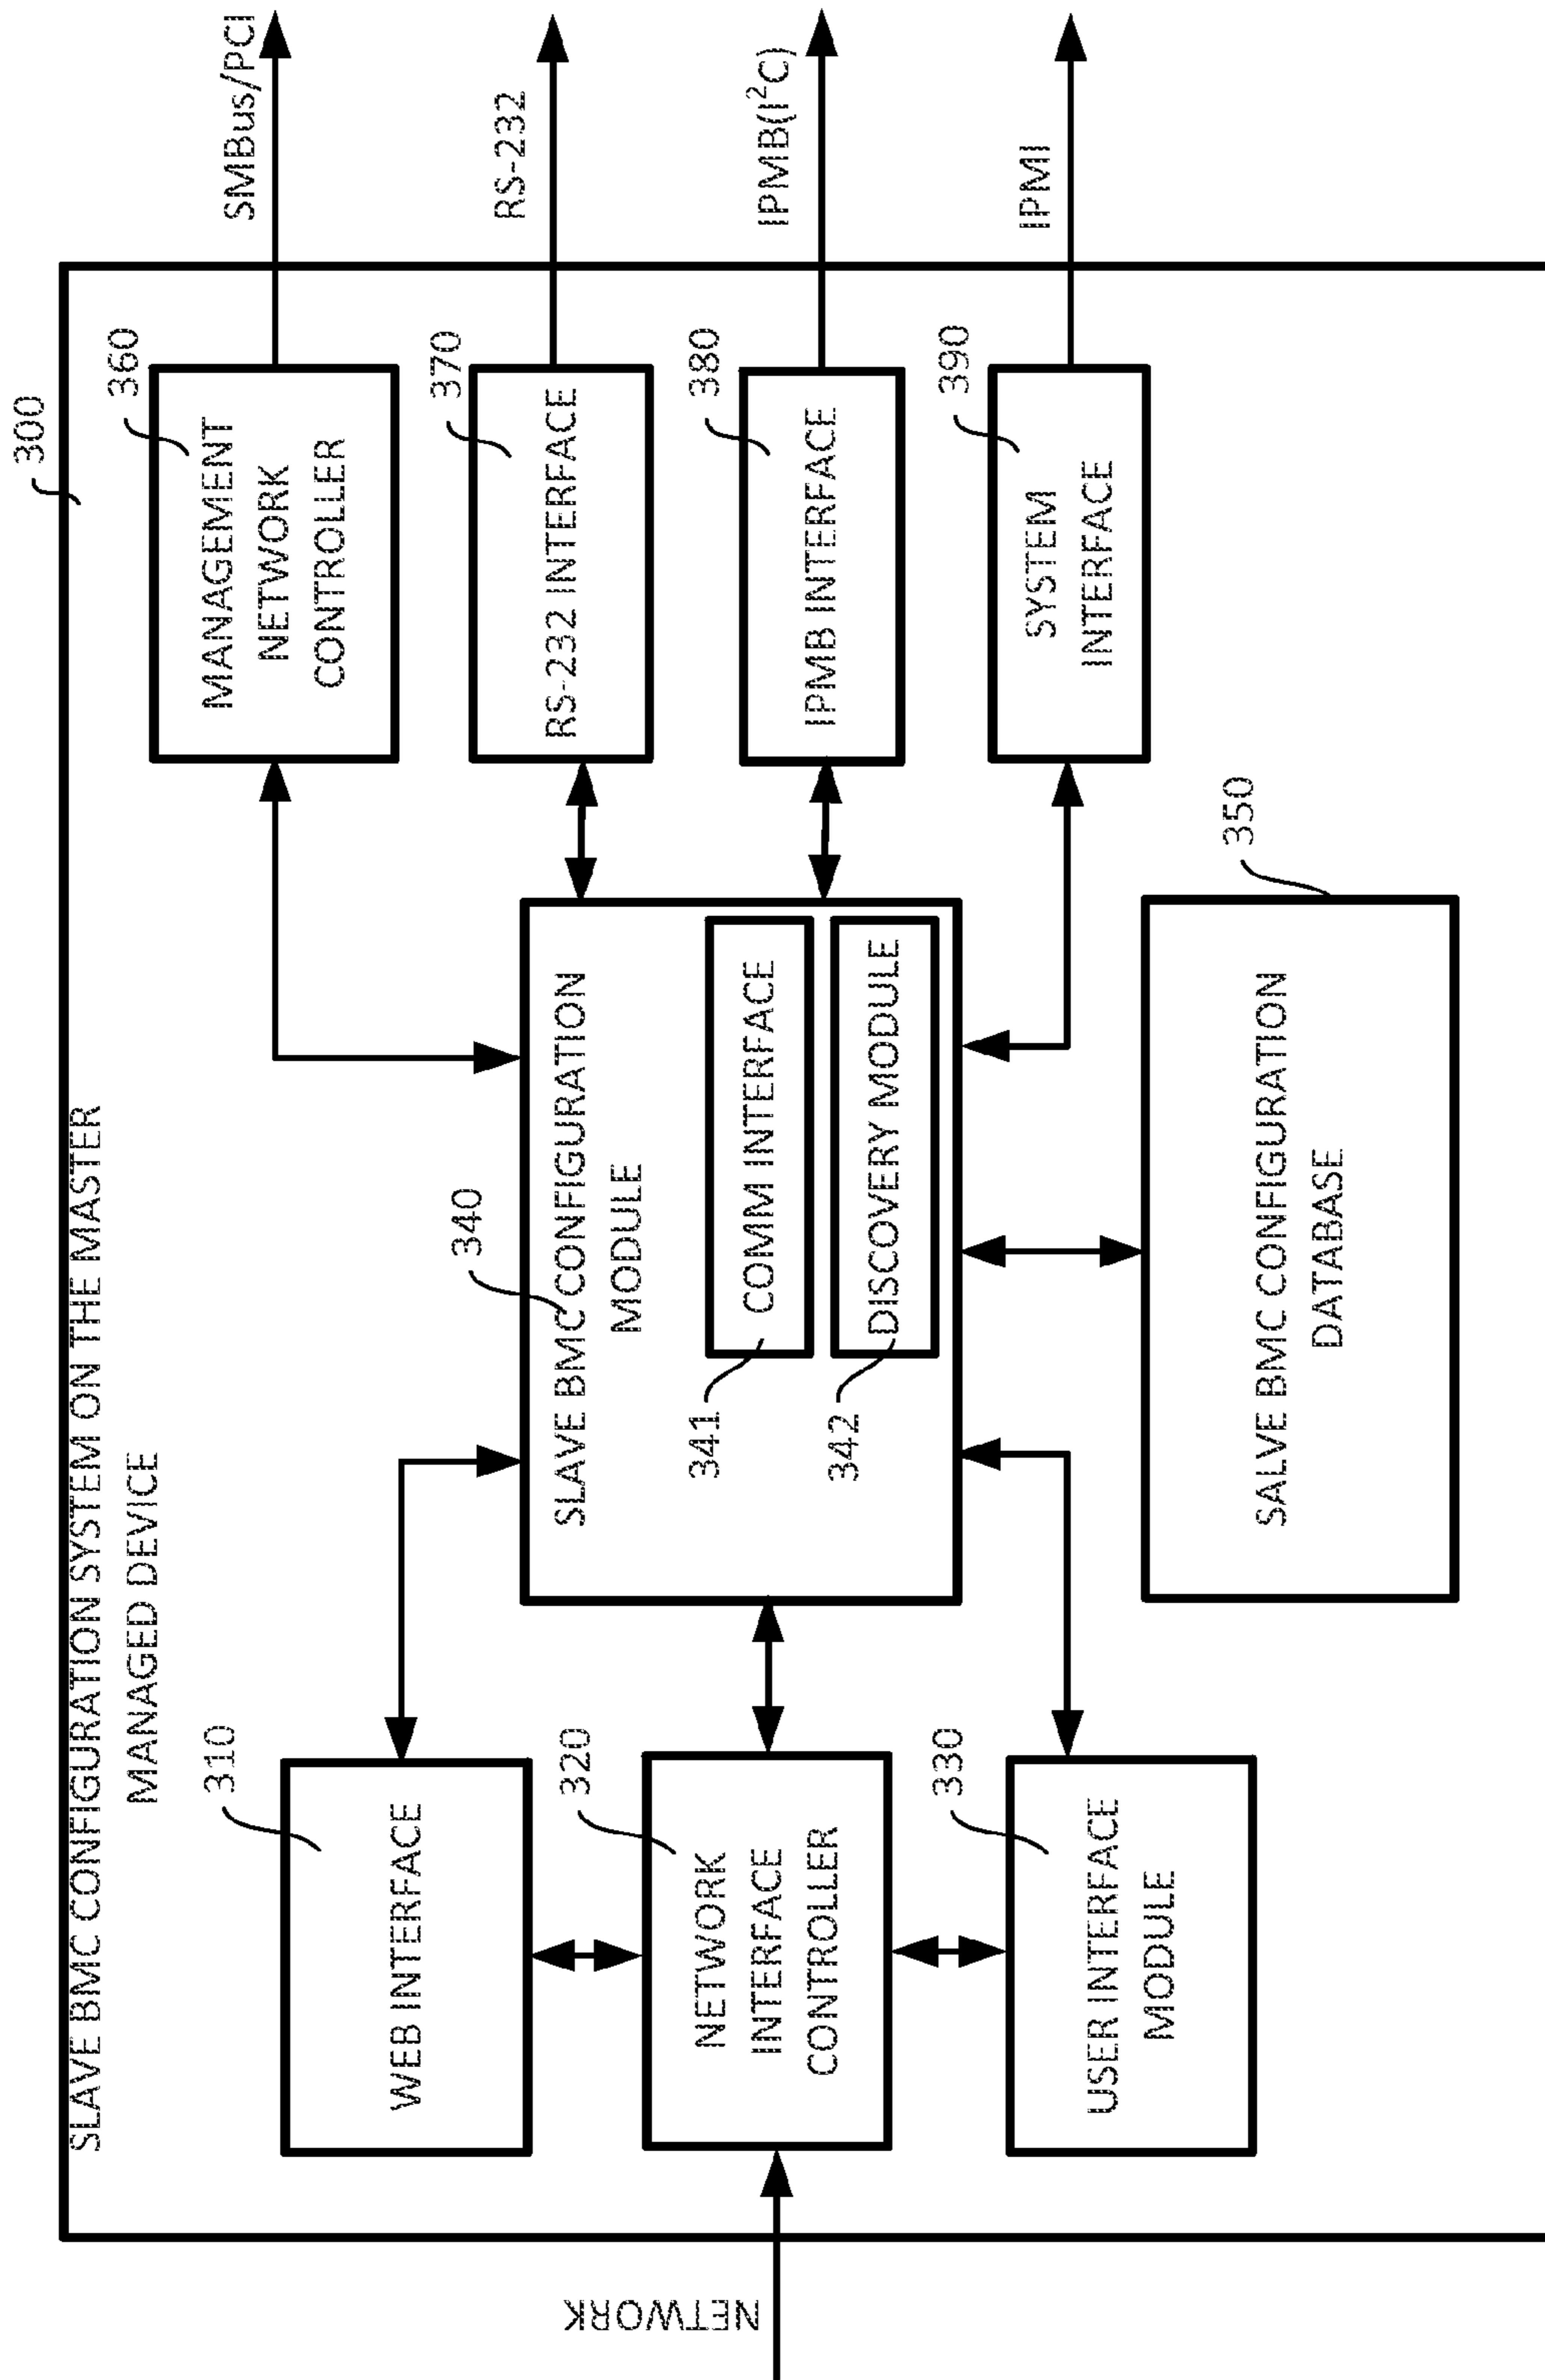 300
SLAVE BMC CONFIGURATION SYSTEM ON THE MASTER
MANAGED DEVICE
NETWORK
310
WEB INTERFACE
320
NETWORK
INTERFACE
CONTROLLER
330
USER INTERFACE
MODULE
340
SLAVE BMC CONFIGURATION
MODULE
341
COMM INTERFACE
342
DISCOVERY MODULE
350
SALVE BMC CONFIGURATION
DATABASE
360
MANAGEMENT
NETWORK
CONTROLLER
SMBus/PCI
370
RS-232 INTERFACE
RS-232
380
IPMB INTERFACE
IPMB(I²C)
390
SYSTEM
INTERFACE
IPMI